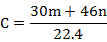 C = (30m + 46n) / 22.4